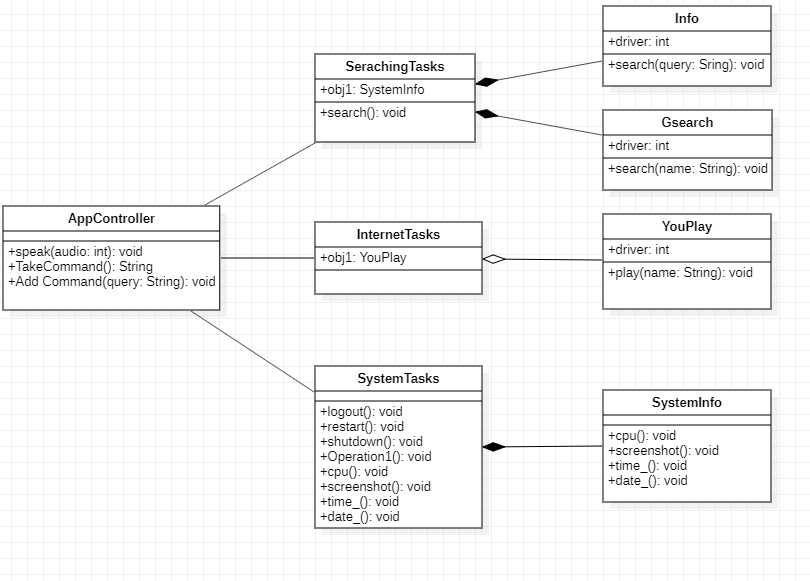 Info
+driver: int
+search(query: Sring): void
SerachingTasks
+obj1: SystemInfo
+search(): void
Gsearch
+driver: int
+search(name: String): void
AppController
+speak(audio: int): void
+TakeCommand(): String
+Add Command(query: String): void
InternetTasks
+obj1: YouPlay
YouPlay
+driver: int
+play(name: String): void
SystemTasks
+logout(): void
+restart(): void
+shutdown(): void
+Operation1(): void
+cpu(): void
+screenshot(): void
+time_(): void
+date_(): void
SystemInfo
+cpu(): void
+screenshot(): void
+time_(): void
+date_(): void